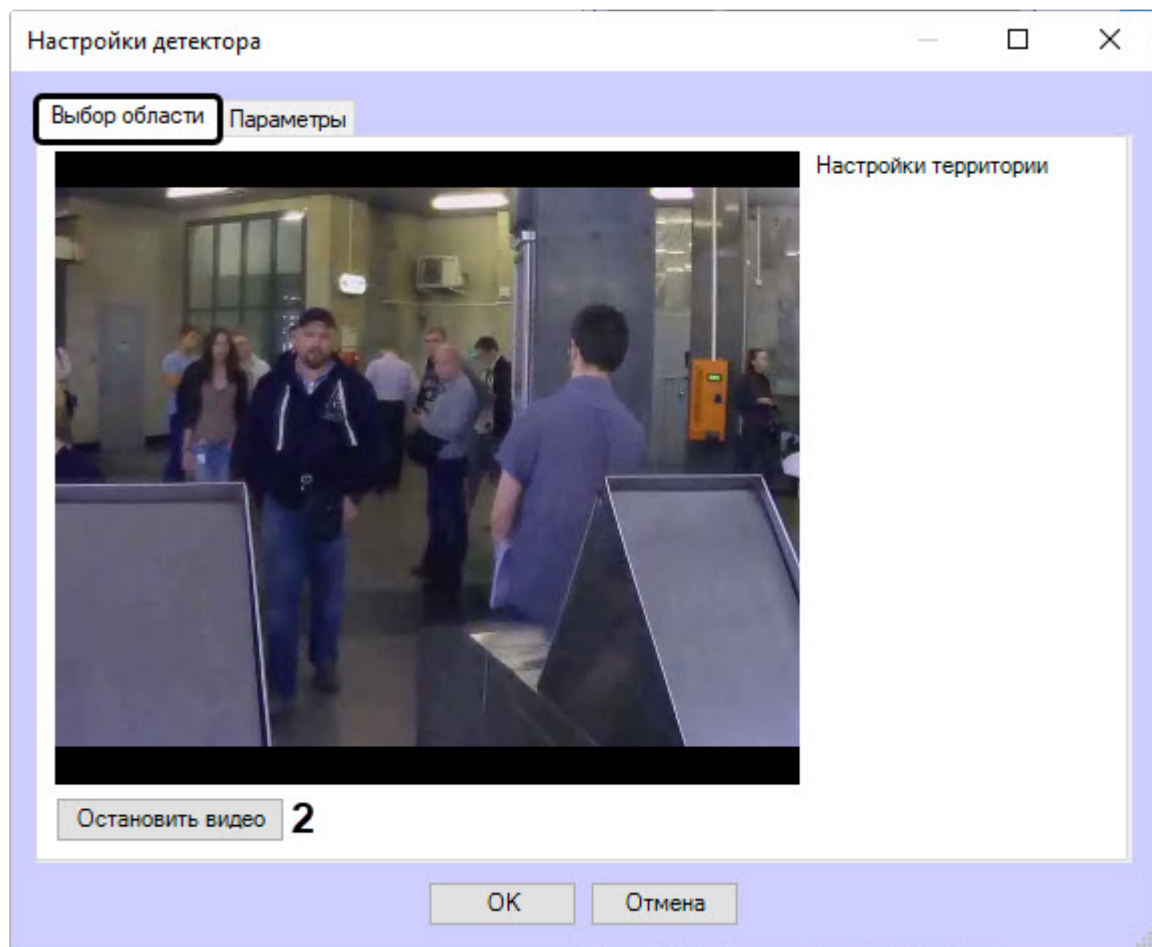 Настройки детектора
Выбор области
Параметры
Настройки территории
Остановить видео 2
OK
Отмена